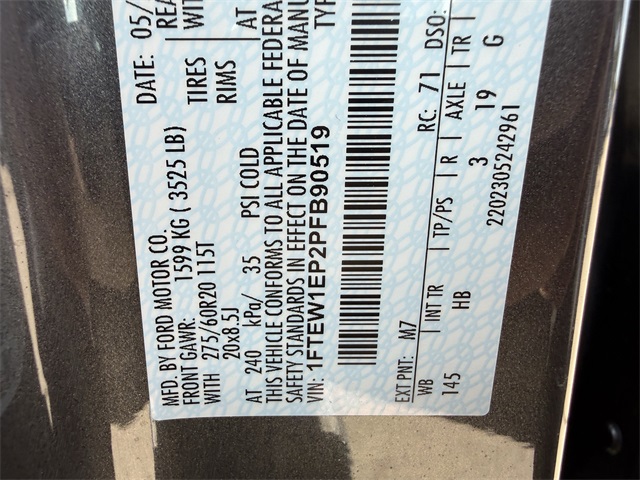 MFD. BY FORD MOTOR CO.
DATE: 05/
FRONT GAWR:
1599 KG ( 3525 LB)
REA
WITH 275/60R20 115T
TIRES
WIT
20x8.5J
RIMS
AT 240 kPa/ 35 PSI COLD
AT
THIS VEHICLE CONFORMS TO ALL APPLICABLE FEDERA
SAFETY STANDARDS IN EFFECT ON THE DATE OF MANU
VIN: 1FTEW1EP2PFB90519
TYP
EXT PNT: M7
RC: 71
DSO:
WB
INT TR
TP/PS
R
AXLE
TR
145
HB
3
19
G
2202305242961